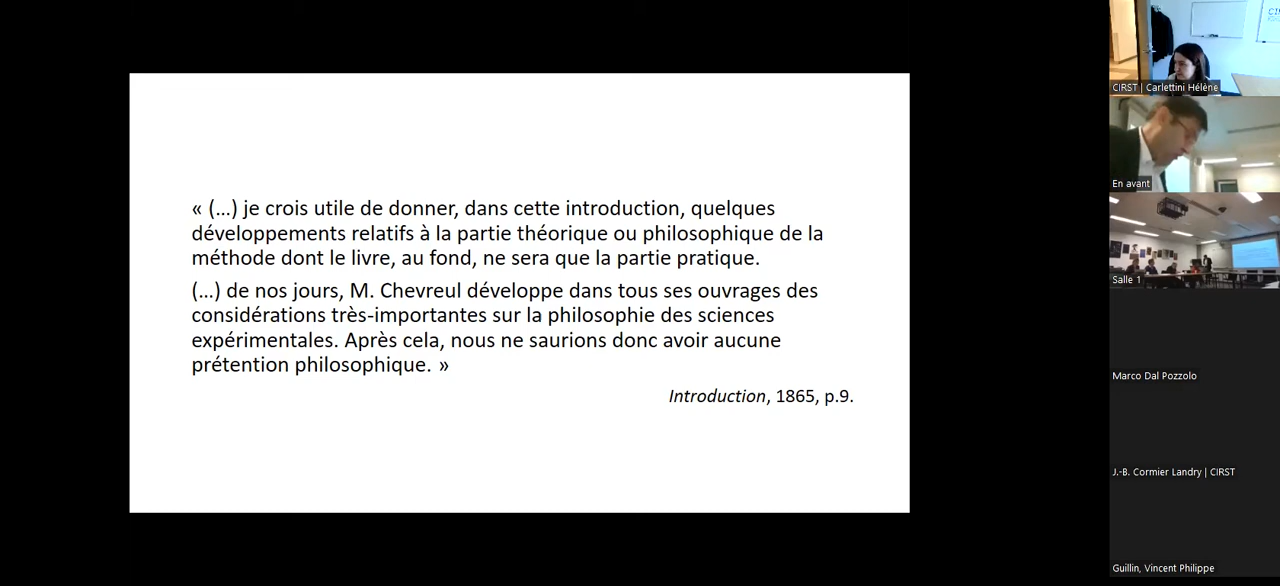 « (…) je crois utile de donner, dans cette introduction, quelques
développements relatifs à la partie théorique ou philosophique de la
méthode dont le livre, au fond, ne sera que la partie pratique.
(…) de nos jours, M. Chevreul développe dans tous ses ouvrages des
considérations très-importantes sur la philosophie des sciences
expérimentales. Après cela, nous ne saurions donc avoir aucune
prétention philosophique. »
Introduction, 1865, p.9.
CIRST | Carlettini Hélène
En avant
Salle 1
Marco Dal Pozzolo
J.-B. Cormier Landry | CIRST
Guillin, Vincent Philippe